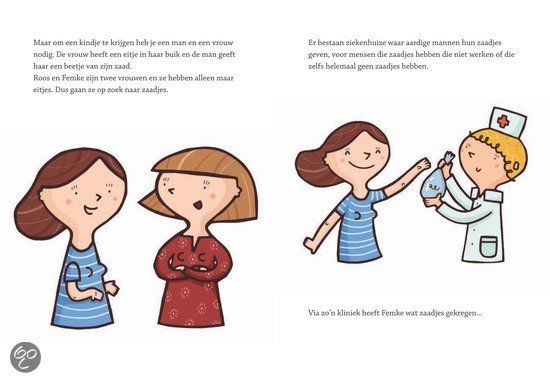 Maar om een kindje te krijgen heb je een man en een vrouw
nodig. De vrouw heeft een eitje in haar buik en de man geeft
haar een beetje van zijn zaad.
Roos en Femke zijn twee vrouwen en ze hebben alleen maar
eitjes. Dus gaan ze op zoek naar zaadjes.
Er bestaan ziekenhuize waar aardige mannen hun zaadjes
geven, voor mensen die zaadjes hebben die niet werken of die
zelfs helemaal geen zaadjes hebben.
Via zo'n kliniek heeft Femke wat zaadjes gekregen...